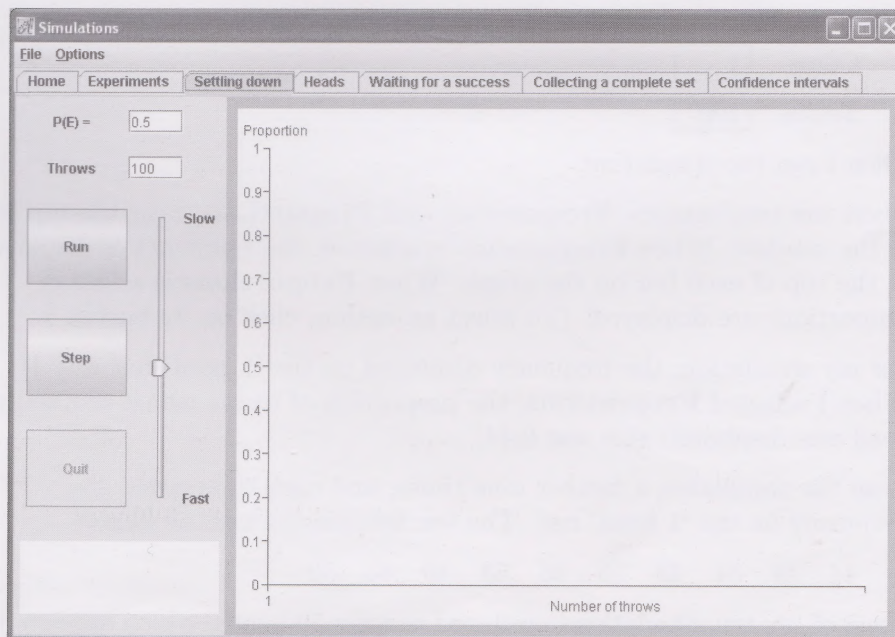 Simulations
File Options
Home Experiments Settling down Heads Waiting for a success Collecting a complete set Confidence intervals
P(E) = 0.5
Throws 100
Run
Step
Quit
Slow
Fast
Proportion
1
0.9
0.8
0.7
0.6
0.5
0.4
0.3
0.2
0.1
0
1
Number of throws